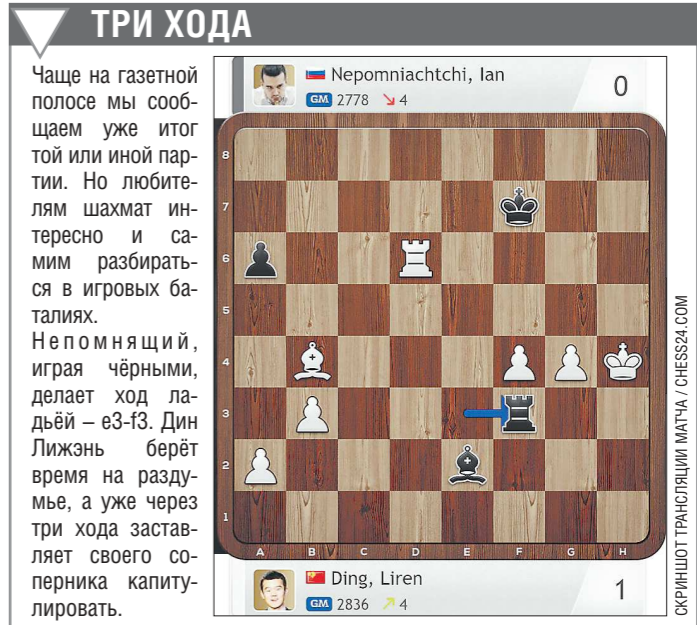 ТРИ ХОДА
Чаще на газетной
полосе мы сооб-
щаем уже итог
той или иной пар-
тии. Но любите-
лям шахмат ин-
тересно и са-
мим разбирать-
ся в игровых ба-
талиях.
Непомнящий,
играя чёрными,
делает ход ла-
дьёй – e3-f3. Дин
Лижэнь берёт
время на разду-
мье, а уже через
три хода застав-
ляет своего со-
перника капиту-
лировать.
Nepomniachtchi, Ian
GM 2778 ↘ 4
0
8
7
6
5
4
3
2
1
A B C D E F G H
Ding, Liren
GM 2836 ↗ 4
1
СКРИНШОТ ТРАНСЛЯЦИИ МАТЧА / CHESS24.COM